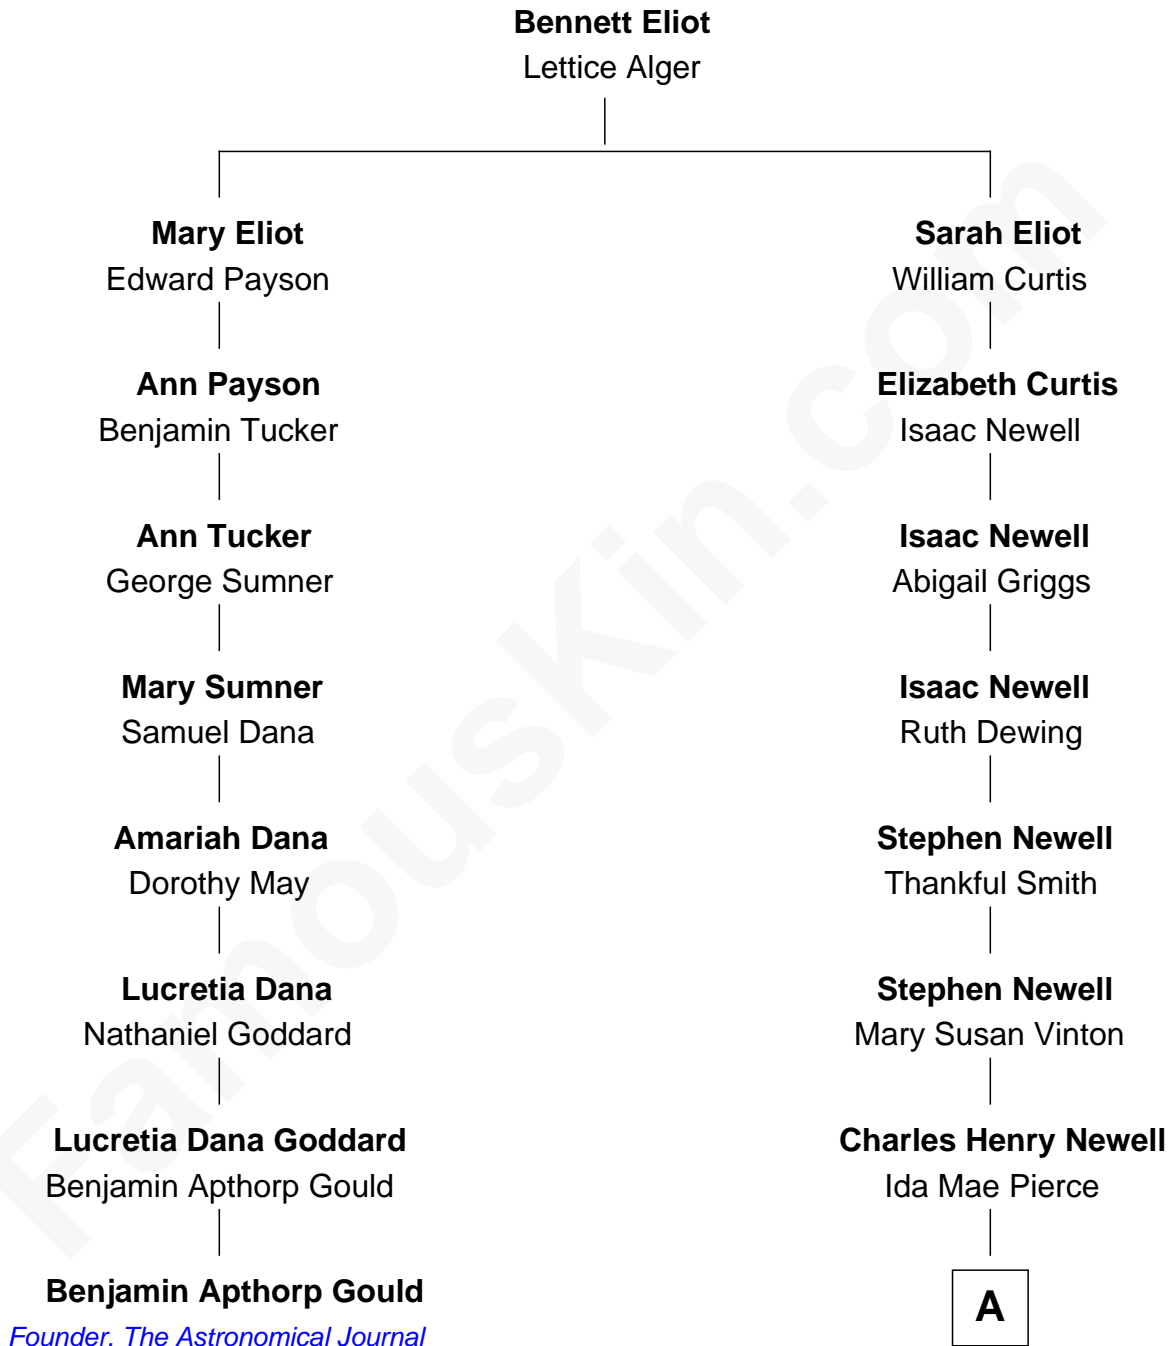 Bennett Eliot
Lettice Alger
Mary Eliot
Edward Payson
Sarah Eliot
William Curtis
Ann Payson
Benjamin Tucker
Elizabeth Curtis
Isaac Newell
Ann Tucker
George Sumner
Isaac Newell
Abigail Griggs
Mary Sumner
Samuel Dana
Isaac Newell
Ruth Dewing
Amariah Dana
Dorothy May
Stephen Newell
Thankful Smith
Lucretia Dana
Nathaniel Goddard
Stephen Newell
Mary Susan Vinton
Lucretia Dana Goddard
Benjamin Apthorp Gould
Charles Henry Newell
Ida Mae Pierce
Benjamin Apthorp Gould
Founder, The Astronomical Journal
A
FamousKin.com